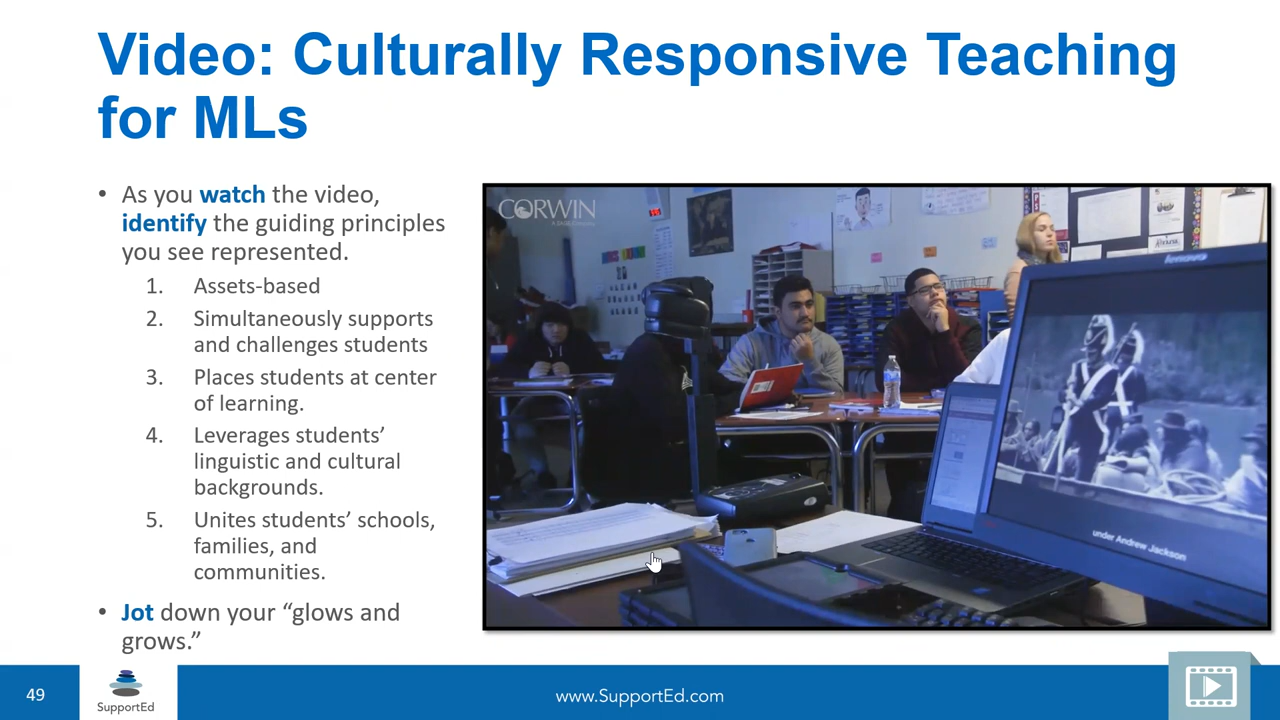 Video: Culturally Responsive Teaching
for MLs
• As you watch the video,
identify the guiding principles
you see represented.
1. Assets-based
2. Simultaneously supports
and challenges students
3. Places students at center
of learning.
4. Leverages students’
linguistic and cultural
backgrounds.
5. Unites students’ schools,
families, and
communities.
• Jot down your “glows and
grows.”
CORWIN
lenovo
under Andrew Jackson
49
SupportEd
www.SupportEd.com